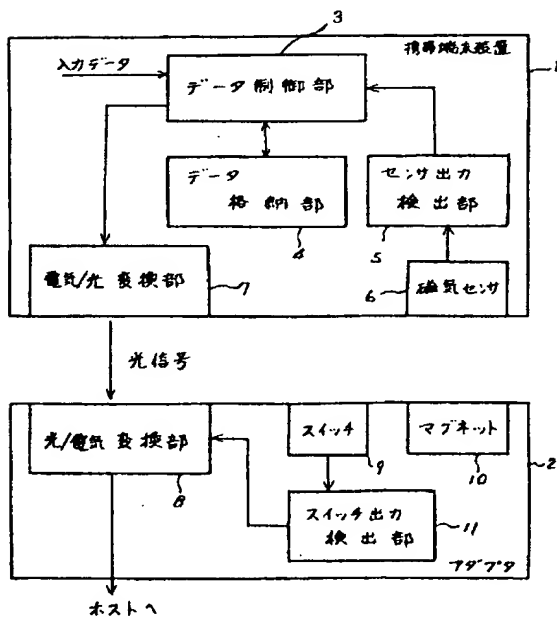 3
携帯端末装置
1
入力データ
データ制御部
データ
格納部
4
センサ出力
検出部
5
電気/光変換部
7
6
磁気センサ
光信号
光/電気変換部
8
スイッチ
9
マグネット
10
2
スイッチ出力
検出部
11
アダプタ
ホストへ